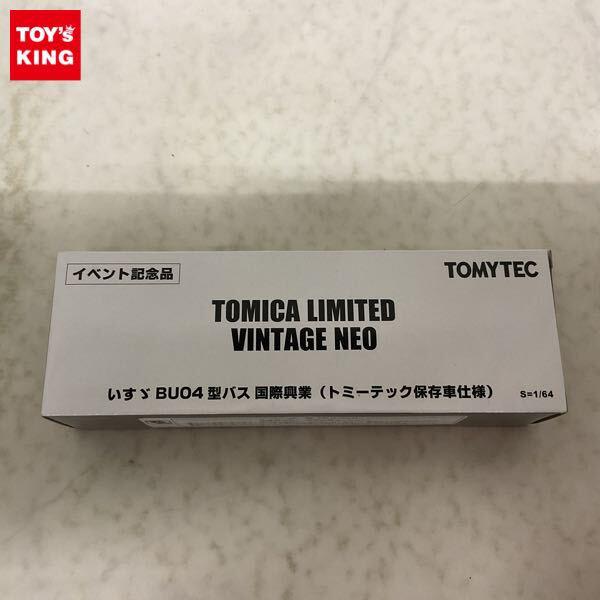 TOY's
KING
イベント記念品
TOMYTEC
TOMICA LIMITED
VINTAGE NEO
いすゞ BU04 型バス 国際興業（トミーテック保存車仕様）
S=1/64